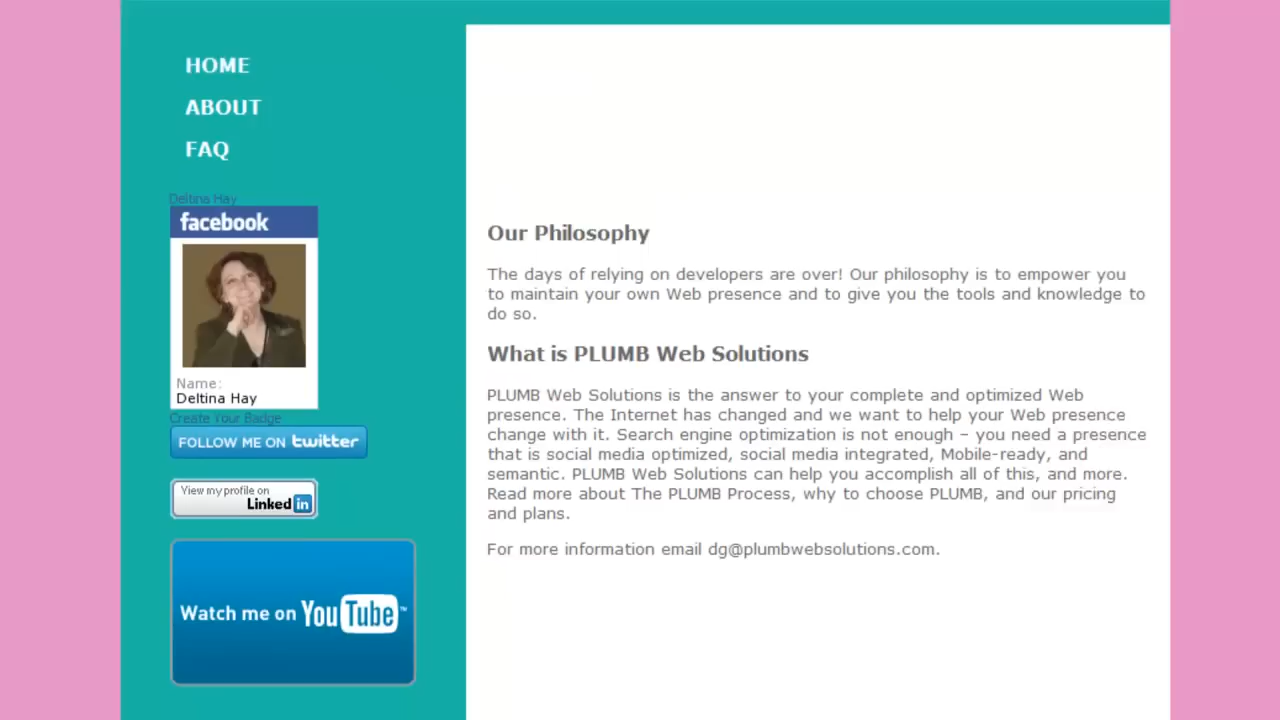 HOME
ABOUT
FAQ
Deltina Hay
facebook
Name:
Deltina Hay
Create Your Badge
FOLLOW ME ON twitter
View my profile on
Linked in
Watch me on YouTube™
Our Philosophy
The days of relying on developers are over! Our philosophy is to empower you
to maintain your own Web presence and to give you the tools and knowledge to
do so.
What is PLUMB Web Solutions
PLUMB Web Solutions is the answer to your complete and optimized Web
presence. The Internet has changed and we want to help your Web presence
change with it. Search engine optimization is not enough – you need a presence
that is social media optimized, social media integrated, Mobile-ready, and
semantic. PLUMB Web Solutions can help you accomplish all of this, and more.
Read more about The PLUMB Process, why to choose PLUMB, and our pricing
and plans.
For more information email dg@plumbwebsolutions.com.